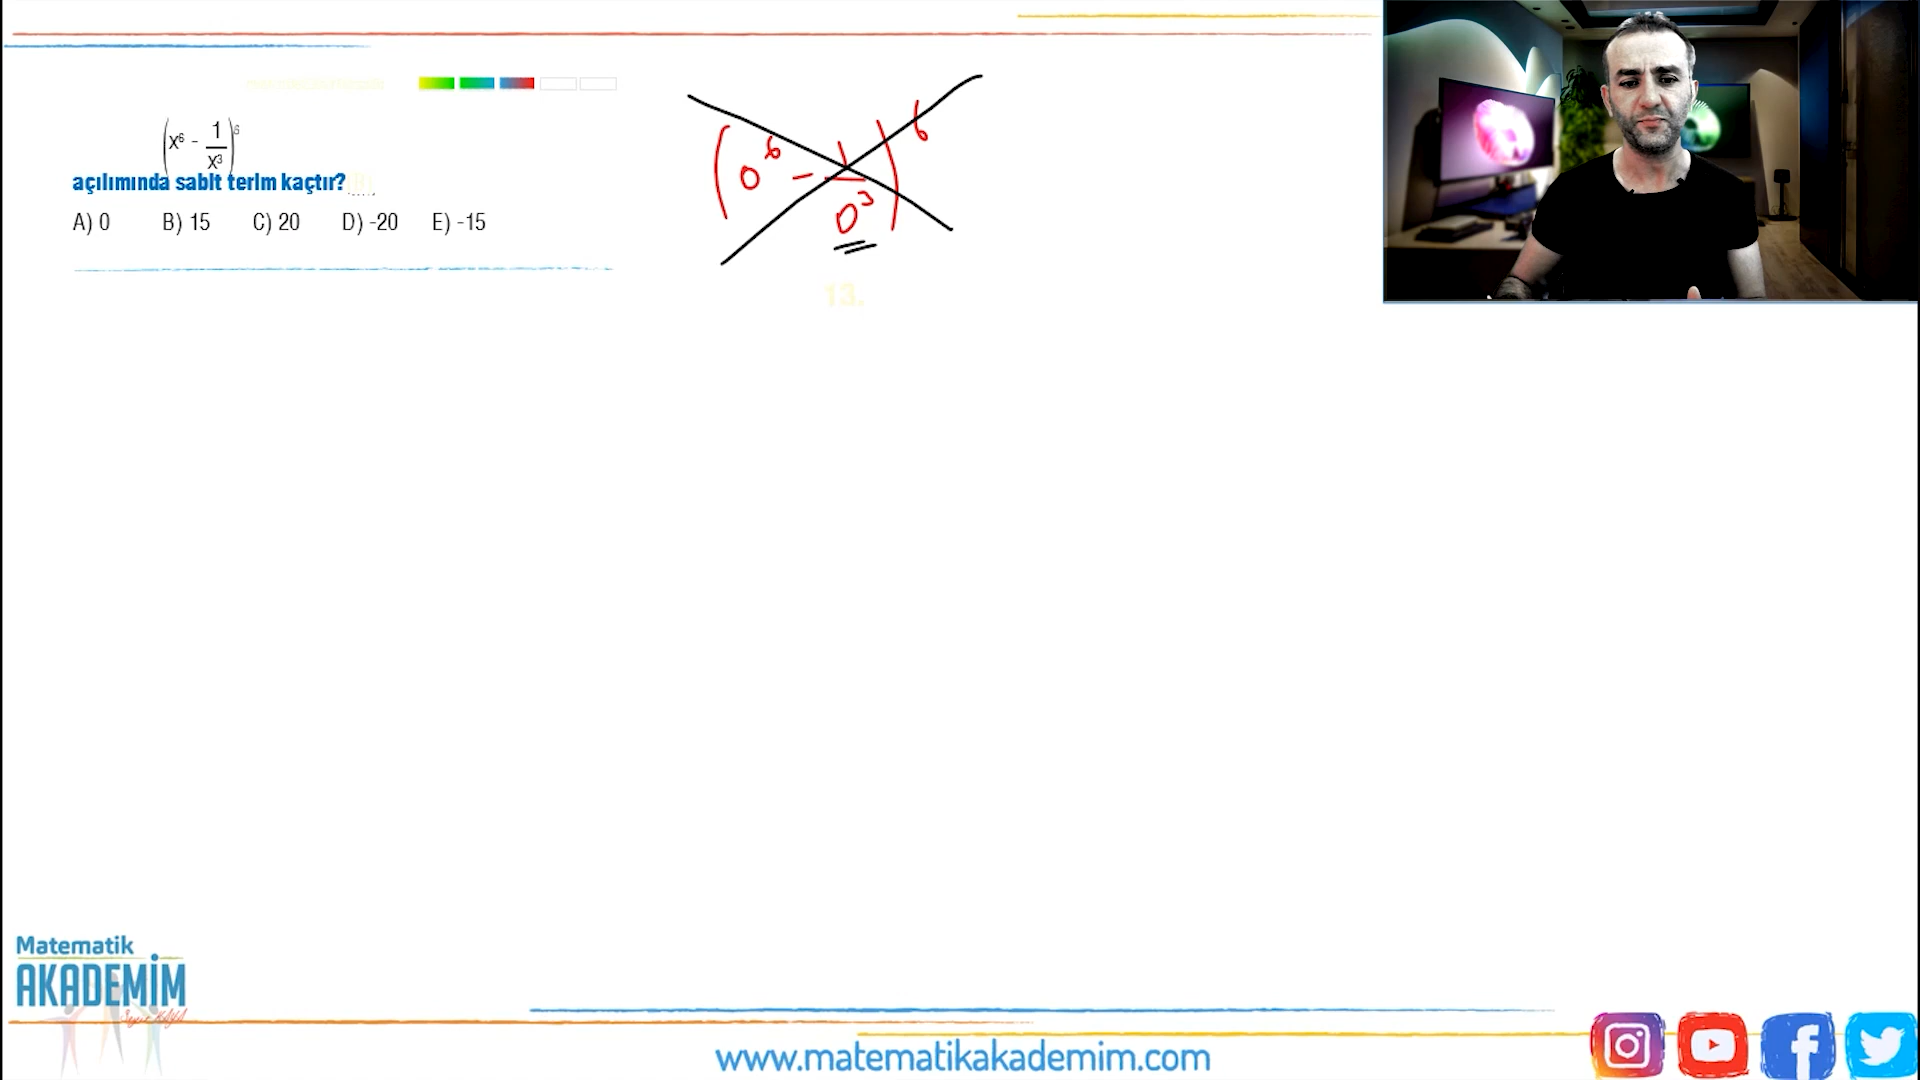 (x⁶ - 1/x³)⁶
açılımında sabit terim kaçtır?
A) 0 B) 15 C) 20 D) -20 E) -15
(0⁶ - 1/0³)⁶
13.
Matematik
AKADEMİM
www.matematikakademim.com